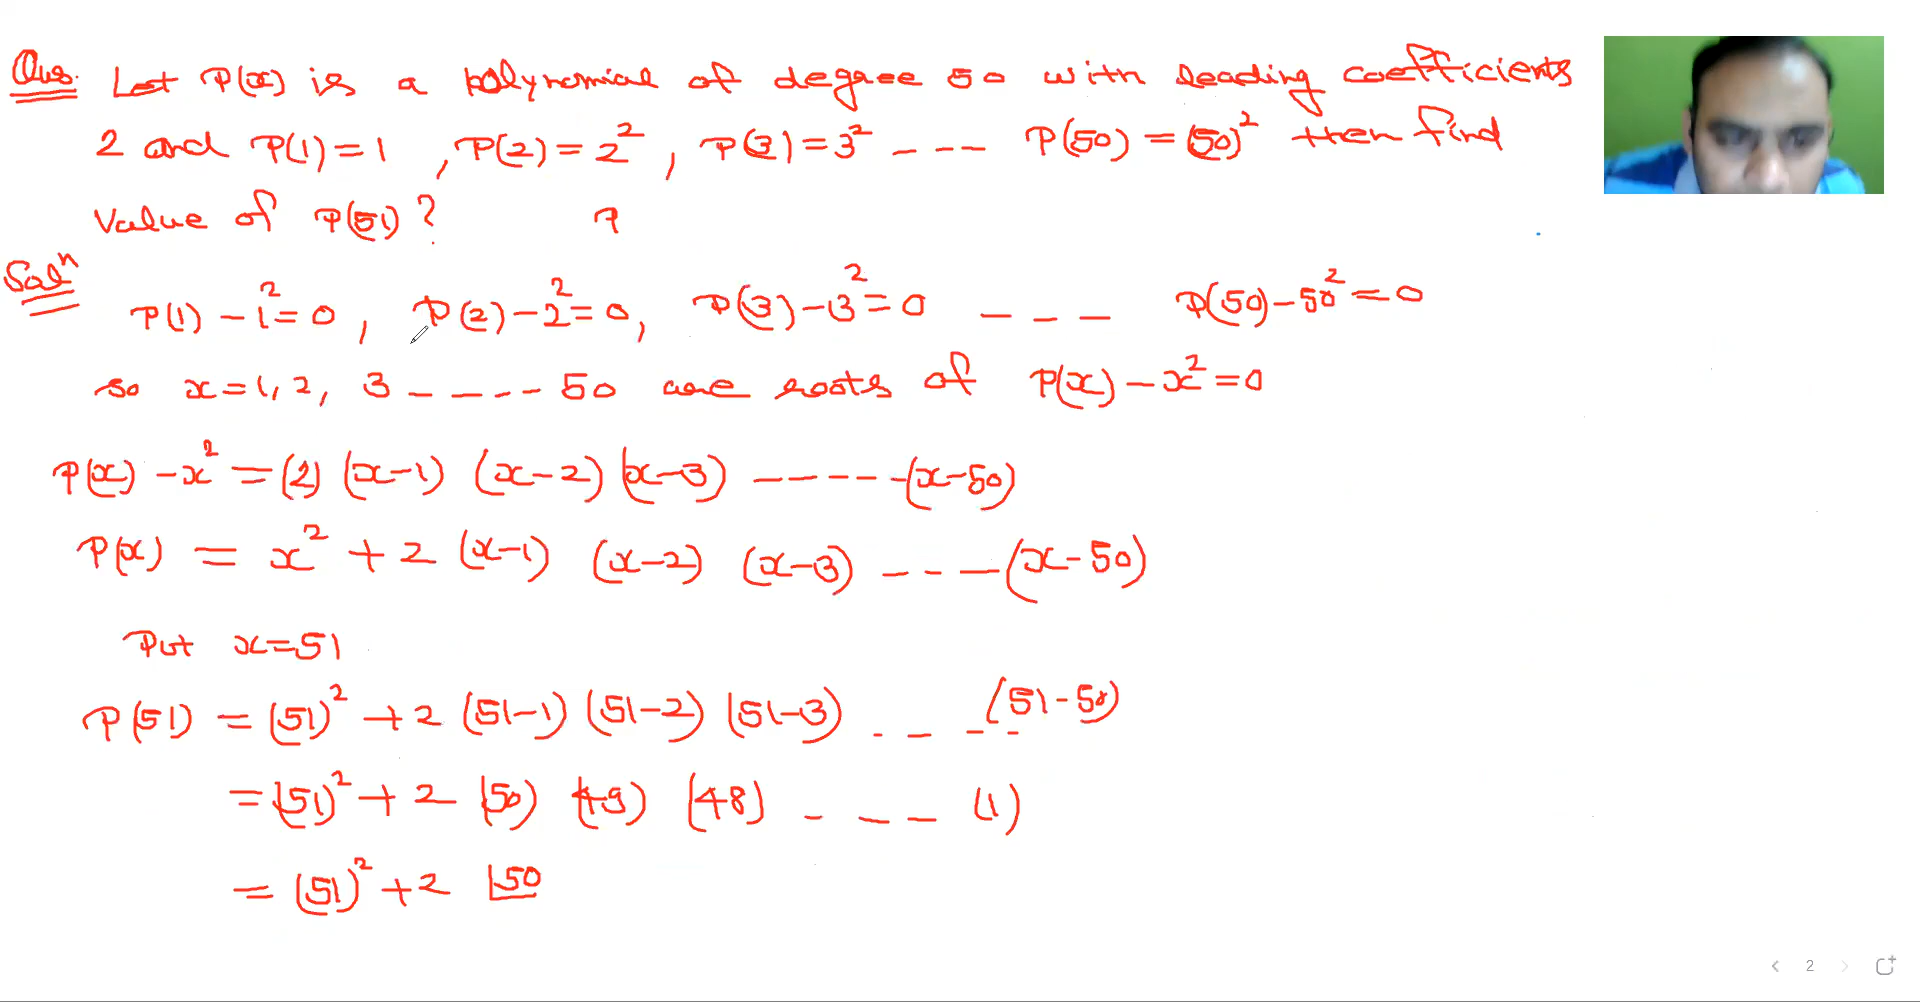 Ques. Let P(x) is a polynomial of degree 50 with leading coefficients
2 and P(1)=1, P(2)=2², P(3)=3² ---- P(50)=(50)² then find
value of P(51)? P
Solⁿ
P(1)-1²=0, P(2)-2²=0, P(3)-3²=0 --- P(50)-50²=0
so x=1, 2, 3 ----- 50 are roots of P(x)-x²=0
P(x)-x²=(2)(x-1)(x-2)(x-3) ------(x-50)
P(x) = x²+2(x-1)(x-2)(x-3) ----(x-50)
Put x=51
P(51) = (51)²+2(51-1)(51-2)(51-3) ---- (51-50)
=(51)²+2(50)(49)(48) ---- (1)
= (51)²+2 |50
2